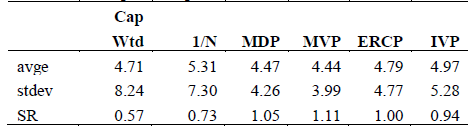 Cap
Wtd 1/N MDP MVP ERCP IVP
avge 4.71 5.31 4.47 4.44 4.79 4.97
stdev 8.24 7.30 4.26 3.99 4.77 5.28
SR 0.57 0.73 1.05 1.11 1.00 0.94